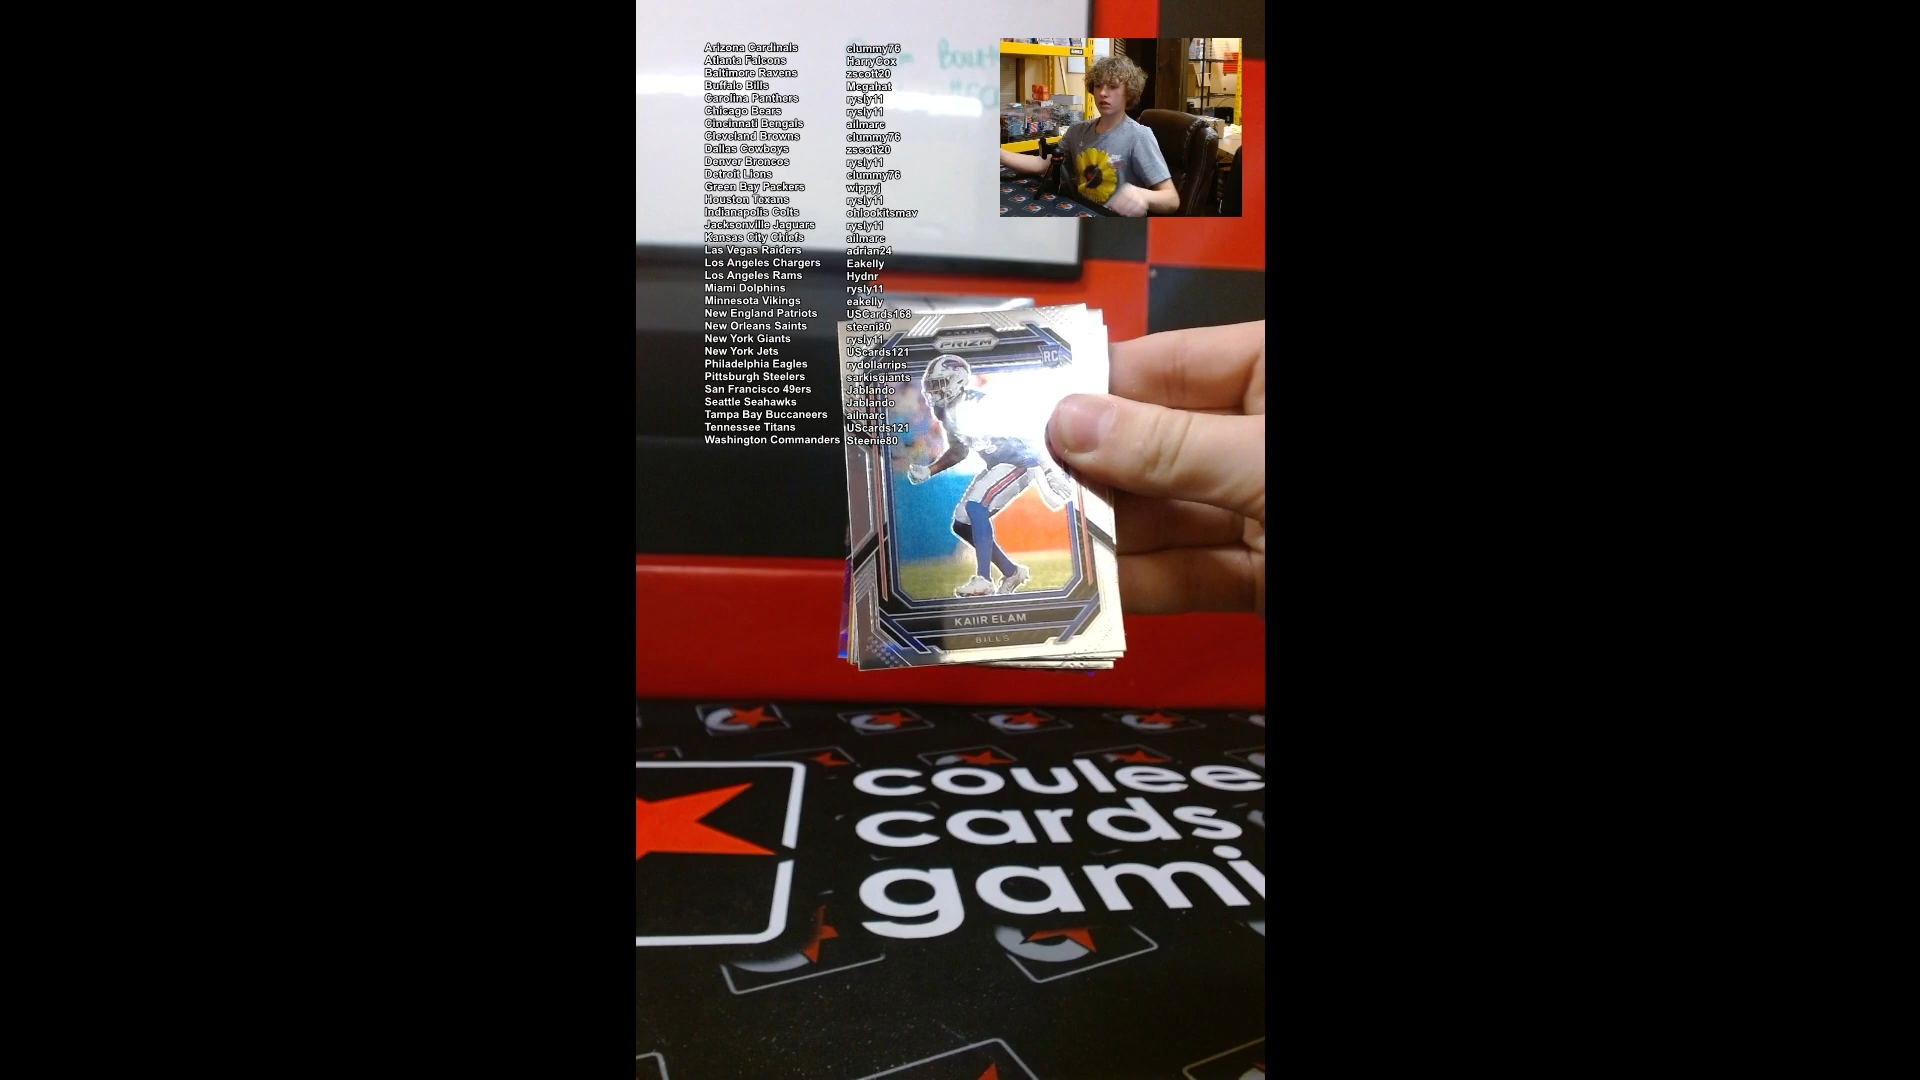 Arizona Cardinals clummy76
Atlanta Falcons HarryCox
Baltimore Ravens zscott20
Buffalo Bills Mcgahat
Carolina Panthers rysly11
Chicago Bears rysly11
Cincinnati Bengals ailmarc
Cleveland Browns clummy76
Dallas Cowboys zscott20
Denver Broncos rysly11
Detroit Lions clummy76
Green Bay Packers wippyj
Houston Texans rysly11
Indianapolis Colts ohlookitsmav
Jacksonville Jaguars rysly11
Kansas City Chiefs ailmarc
Las Vegas Raiders adrian24
Los Angeles Chargers Eakelly
Los Angeles Rams Hydnr
Miami Dolphins rysly11
Minnesota Vikings eakelly
New England Patriots USCards168
New Orleans Saints steeni80
New York Giants rysly11
New York Jets UScards121
Philadelphia Eagles rydollarrips
Pittsburgh Steelers sarkisgiants
San Francisco 49ers Jablando
Seattle Seahawks Jablando
Tampa Bay Buccaneers ailmarc
Tennessee Titans UScards121
Washington Commanders Steenie80
PRIZM
RC
KAIIR ELAM
BILLS
coulee
cards
gami